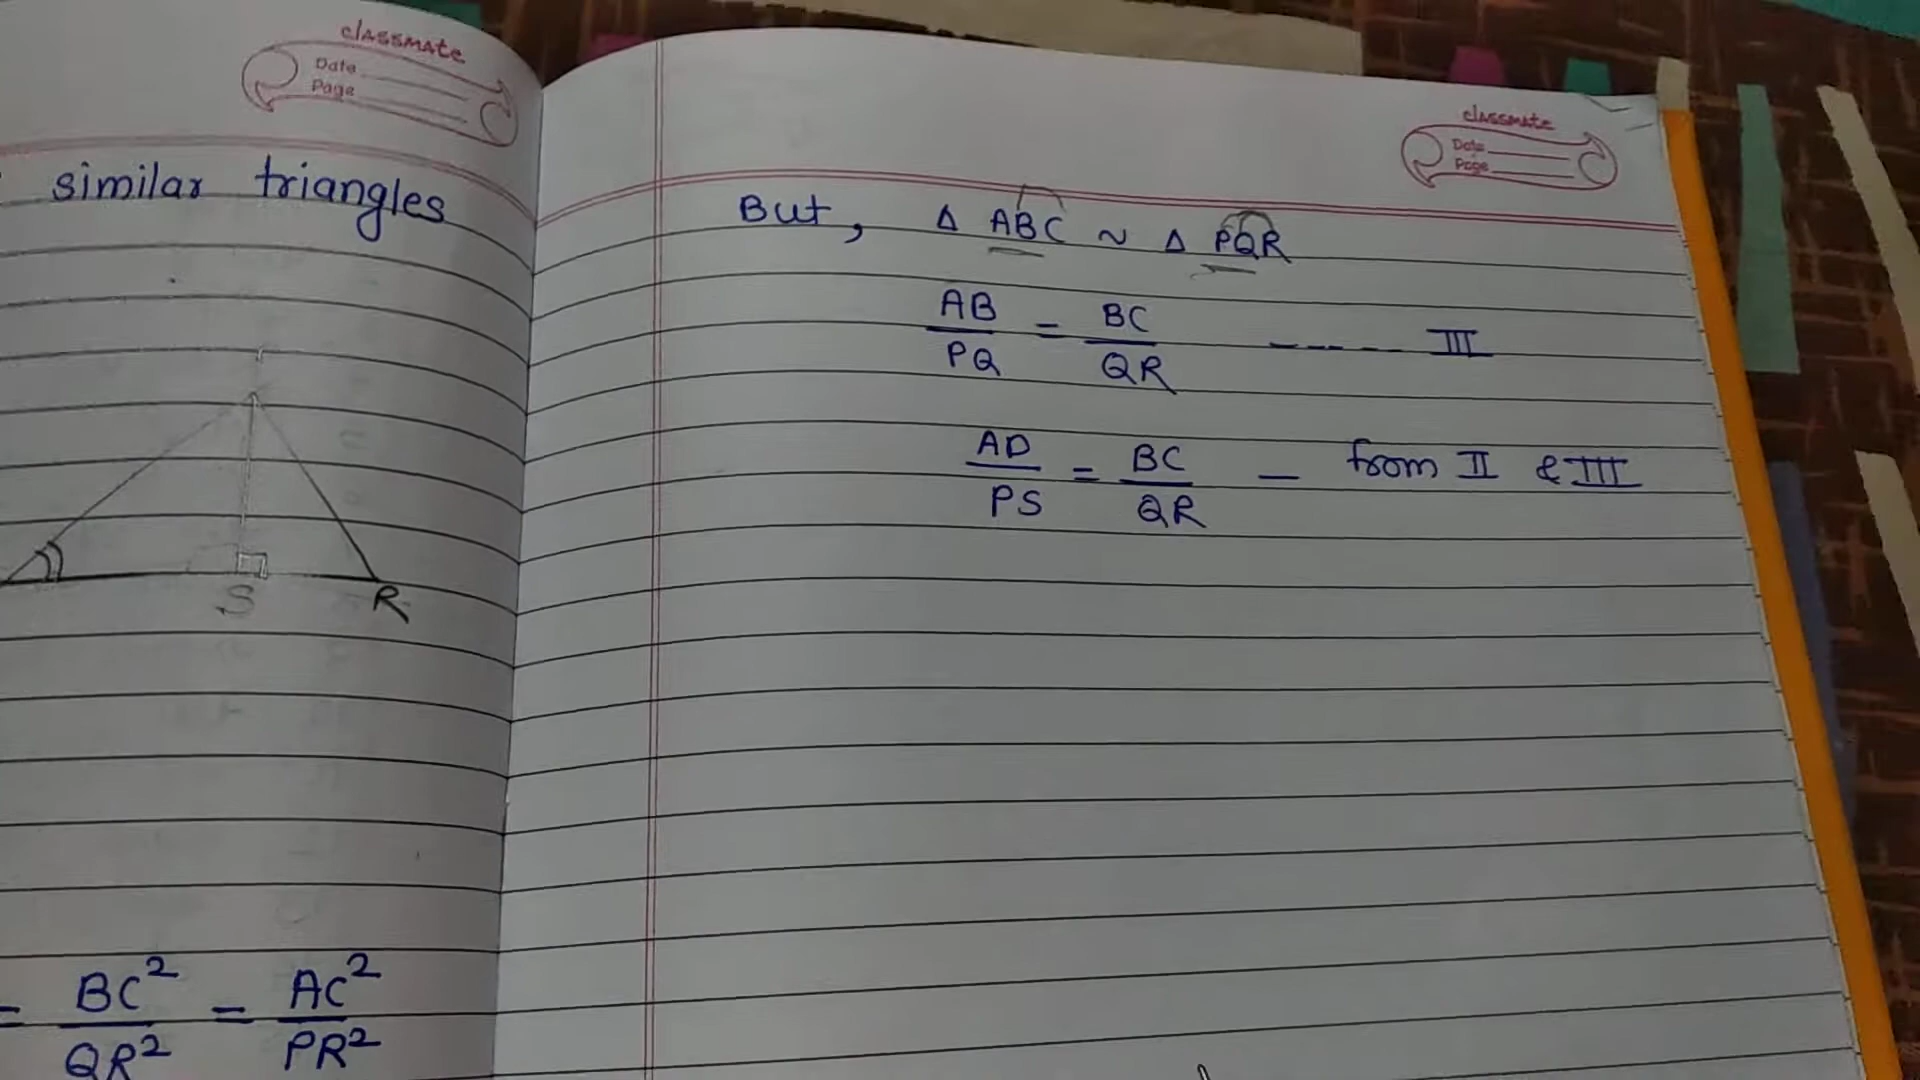 classmate
Date
Page
similar triangles
S R
= BC² / QR² = AC² / PR²
classmate
Date
Page
But, Δ ABC ~ Δ PQR
AB / PQ = BC / QR ---- III
AD / PS = BC / QR — from II & III